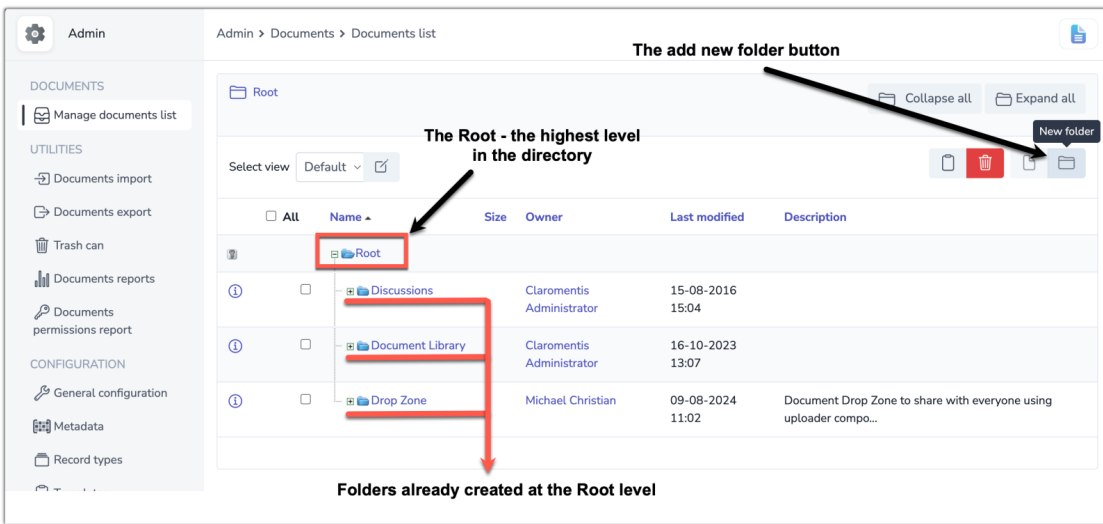 Admin
Admin > Documents > Documents list
The add new folder button
DOCUMENTS
Manage documents list
UTILITIES
Documents import
Documents export
Trash can
Documents reports
Documents
permissions report
CONFIGURATION
General configuration
Metadata
Record types
Root
Collapse all
Expand all
New folder
The Root - the highest level
in the directory
Select view Default
All Name Size Owner Last modified Description
Root
Discussions Claromentis 15-08-2016
Administrator 15:04
Document Library Claromentis 16-10-2023
Administrator 13:07
Drop Zone Michael Christian 09-08-2024 Document Drop Zone to share with everyone using
11:02 uploader compo...
Folders already created at the Root level